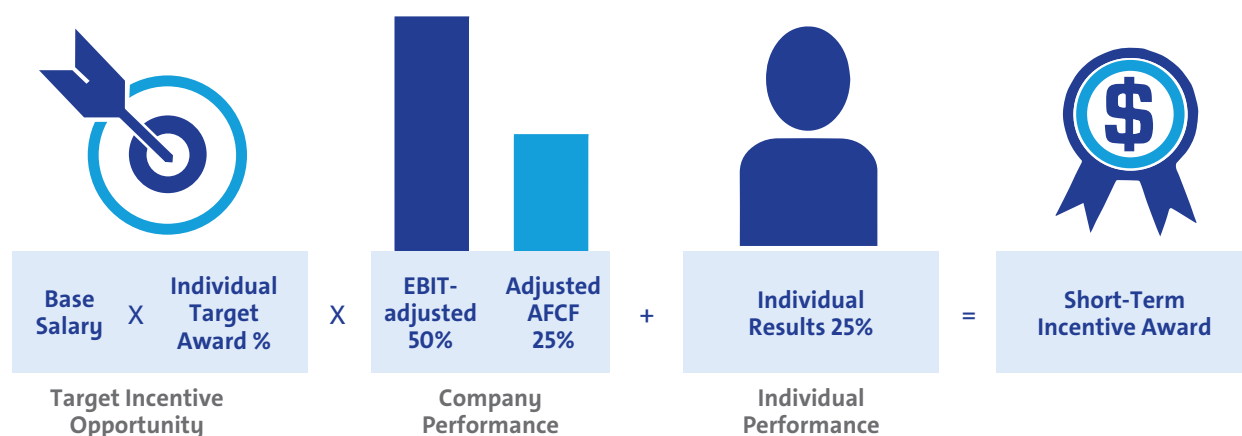 $
Base
Salary
X
Individual
Target
Award %
X
EBIT-
adjusted
50%
Adjusted
AFCF
25%
+
Individual
Results 25%
=
Short-Term
Incentive Award
Target Incentive
Opportunity
Company
Performance
Individual
Performance